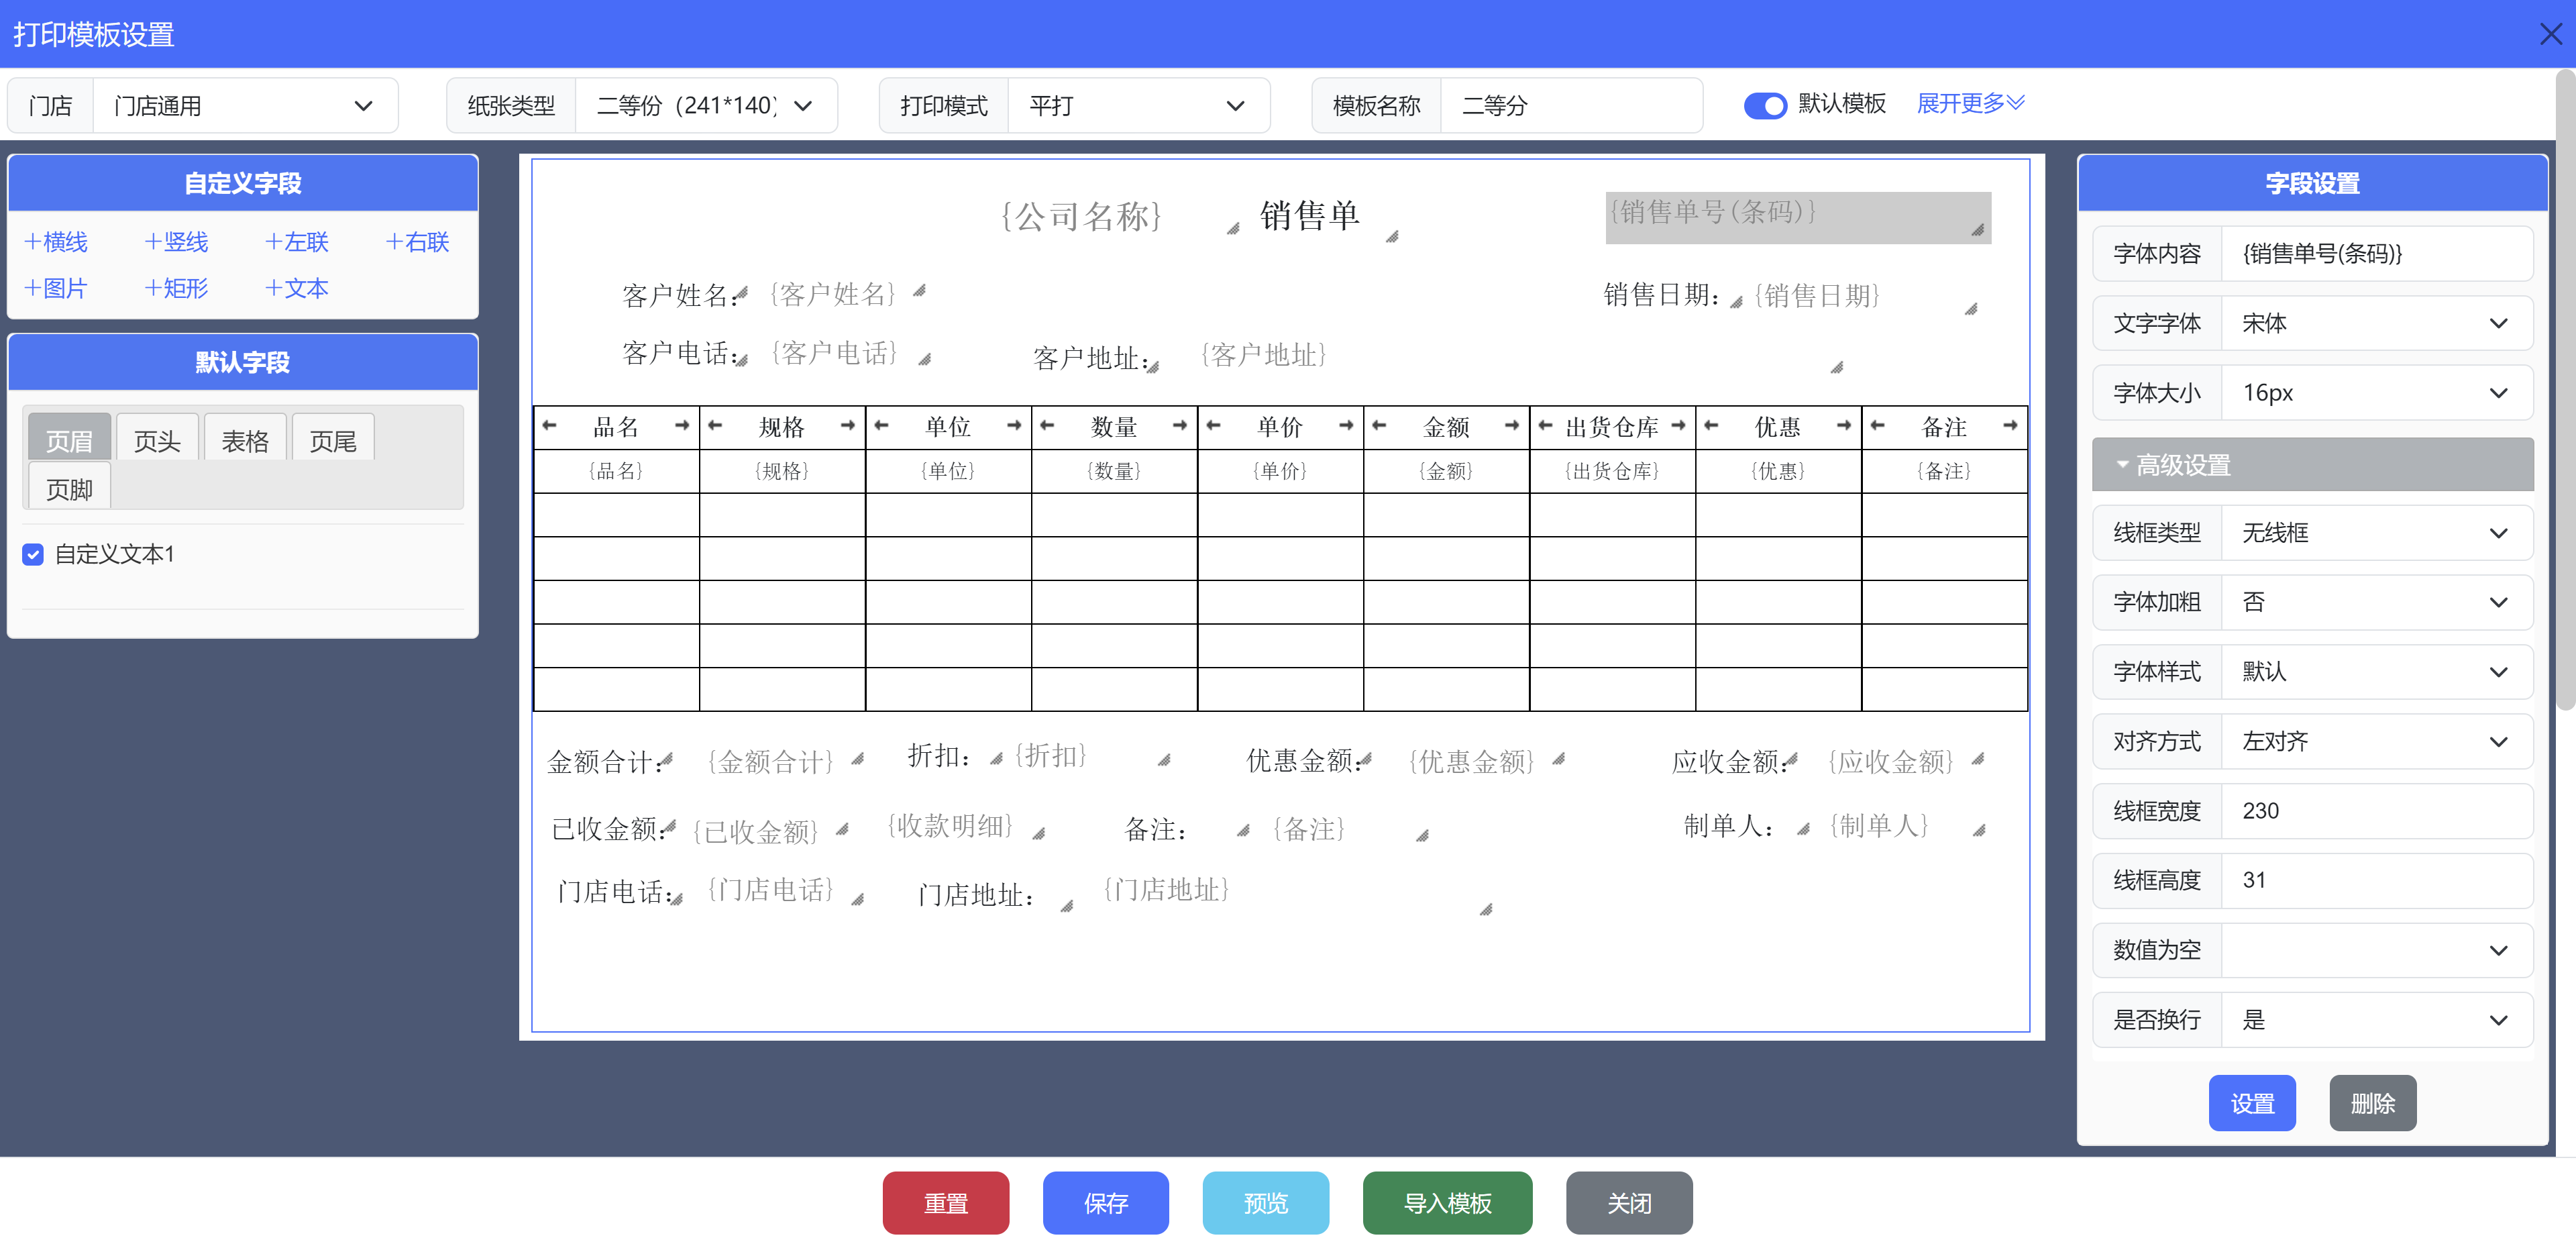 打印模板设置
门店 门店通用 纸张类型 二等份（241*140） 打印模式 平打 模板名称 二等分 默认模板 展开更多
自定义字段
+横线 +竖线 +左联 +右联
+图片 +矩形 +文本
默认字段
页眉 页头 表格 页尾
页脚
自定义文本1
{公司名称} 销售单 {销售单号(条码)}
客户姓名: {客户姓名} 销售日期: {销售日期}
客户电话: {客户电话} 客户地址: {客户地址}
品名 规格 单位 数量 单价 金额 出货仓库 优惠 备注
{品名} {规格} {单位} {数量} {单价} {金额} {出货仓库} {优惠} {备注}
金额合计: {金额合计} 折扣: {折扣} 优惠金额: {优惠金额} 应收金额: {应收金额}
已收金额: {已收金额} {收款明细} 备注: {备注} 制单人: {制单人}
门店电话: {门店电话} 门店地址: {门店地址}
字段设置
字体内容 {销售单号(条码)}
文字字体 宋体
字体大小 16px
高级设置
线框类型 无线框
字体加粗 否
字体样式 默认
对齐方式 左对齐
线框宽度 230
线框高度 31
数值为空
是否换行 是
设置 删除
重置 保存 预览 导入模板 关闭